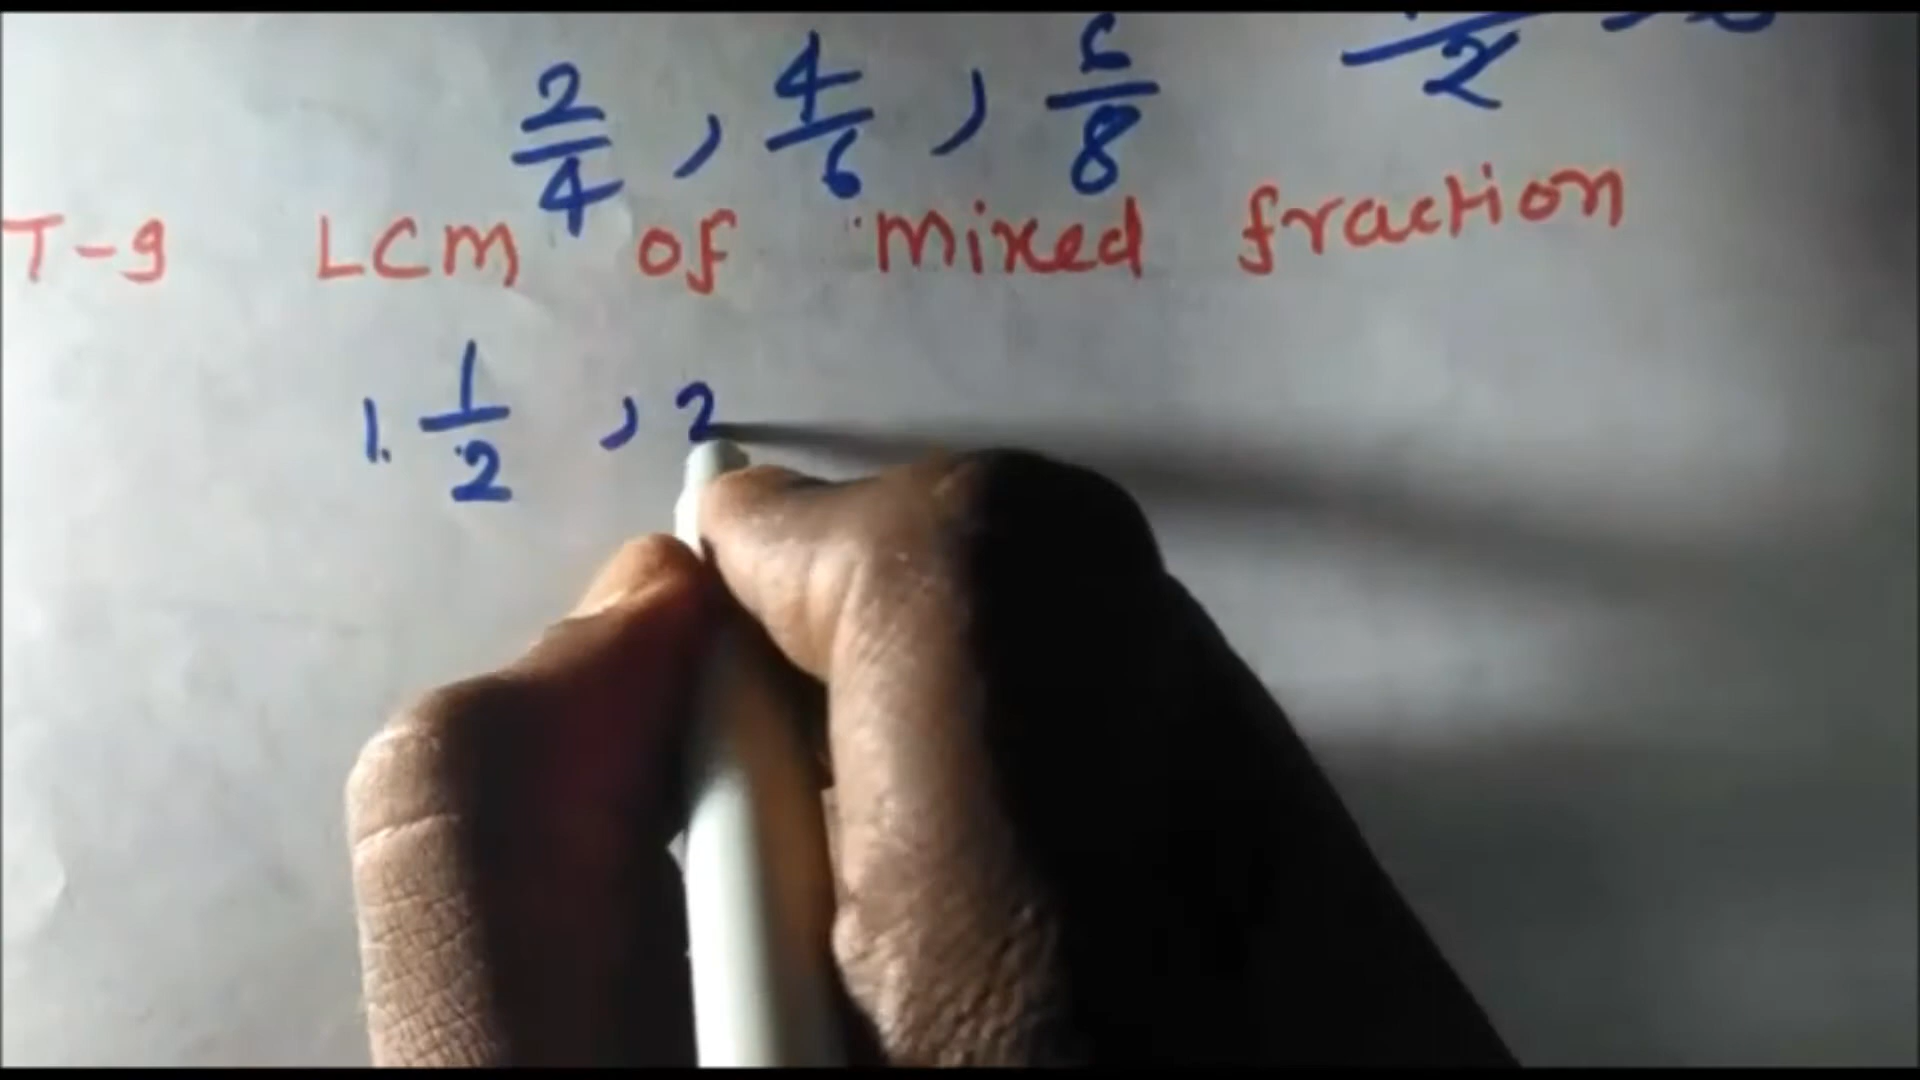 2/4 , 4/6 , 6/8
T-9 LCM of mixed fraction
1 1/2 , 2